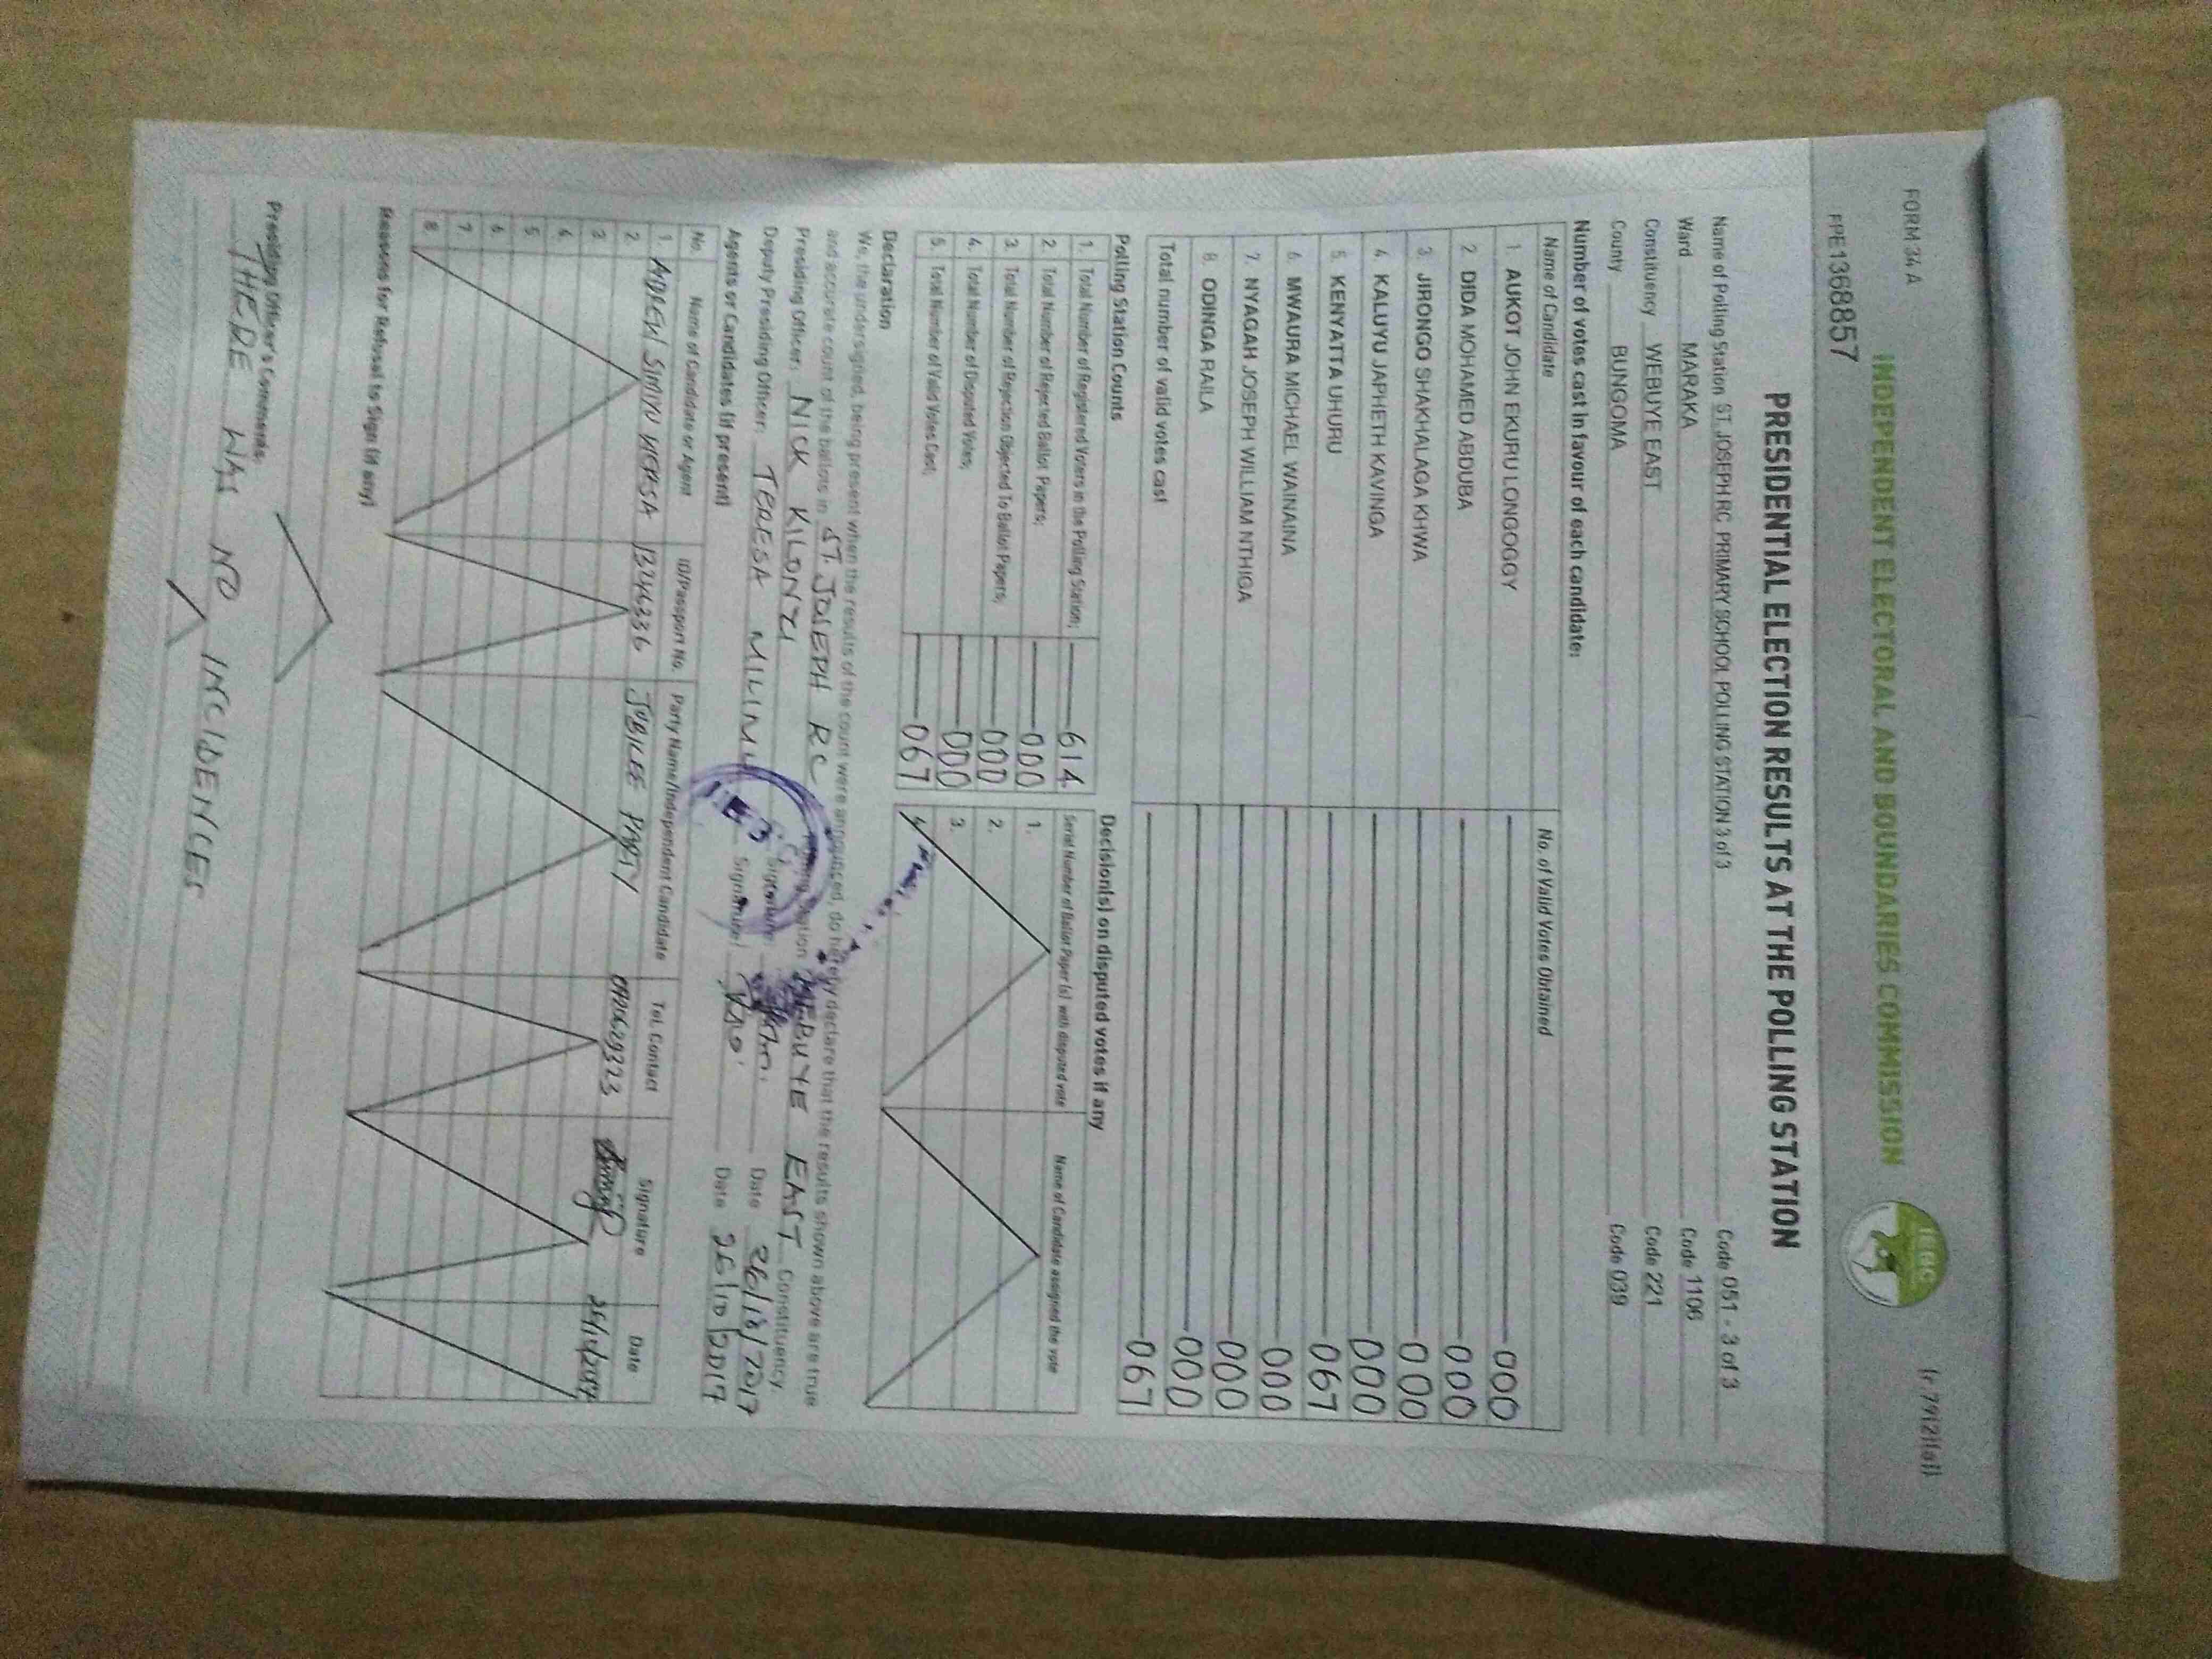 FORM 34 A
(r 79(2)(a))
INDEPENDENT ELECTORAL AND BOUNDARIES COMMISSION
IEBC
PPE1368857
PRESIDENTIAL ELECTION RESULTS AT THE POLLING STATION
Name of Polling Station ST. JOSEPH RC PRIMARY SCHOOL POLLING STATION 3 of 3 Code 051 - 3 of 3
Ward MARAKA Code 1106
Constituency WEBUYE EAST Code 221
County BUNGOMA Code 039
Number of votes cast in favour of each candidate:
Name of Candidate No. of Valid Votes Obtained
1. AUKOT JOHN EKURU LONGOGGY 000
2. DIDA MOHAMED ABDUBA 000
3. JIRONGO SHAKHALAGA KHWA 000
4. KALUYU JAPHETH KAVINGA 000
5. KENYATTA UHURU 067
6. MWAURA MICHAEL WAINAINA 000
7. NYAGAH JOSEPH WILLIAM NTHIGA 000
8. ODINGA RAILA 000
Total number of valid votes cast 067
Polling Station Counts
1. Total Number of Registered Voters in the Polling Station; 614
2. Total Number of Rejected Ballot Papers; 000
3. Total Number of Rejection Objected To Ballot Papers; 000
4. Total Number of Disputed Votes; 000
5. Total Number of Valid Votes Cast; 067
Decision(s) on disputed votes if any
Serial Number of Ballot Paper (s) with disputed vote Name of Candidate assigned the vote
1.
2.
3.
4.
Declaration
We, the undersigned, being present when the results of the count were announced, do hereby declare that the results shown above are true
and accurate count of the ballots in ST. JOSEPH RC Polling Station WEBUYE EAST Constituency.
Presiding Officer: NICK KILONZI Signature Date 26/10/2017
Deputy Presiding Officer: TERESA MILIMU Signature Date 26/10/2017
Agents or Candidates (if present)
No. Name of Candidate or Agent ID/Passport No. Party Name/Independent Candidate Tel. Contact Signature Date
1. SIMIYU JUBILEE PARTY 26/10/2017
2.
3.
4.
5.
6.
7.
8.
Reasons for Refusal to Sign (if any)
Presiding Officer's Comments:
THERE WAS NO INCIDENCES